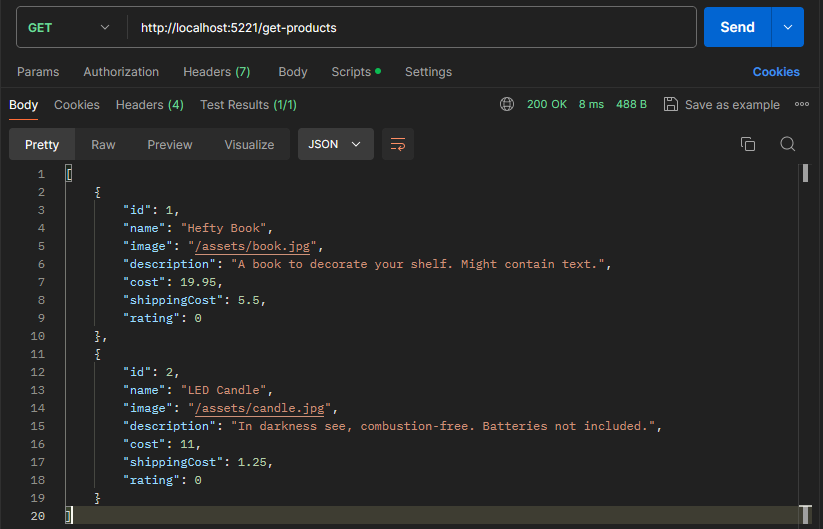 GET http://localhost:5221/get-products Send
Params Authorization Headers (7) Body Scripts Settings Cookies
Body Cookies Headers (4) Test Results (1/1) 200 OK 8 ms 488 B Save as example
Pretty Raw Preview Visualize JSON
1 [
2 {
3 "id": 1,
4 "name": "Hefty Book",
5 "image": "/assets/book.jpg",
6 "description": "A book to decorate your shelf. Might contain text.",
7 "cost": 19.95,
8 "shippingCost": 5.5,
9 "rating": 0
10 },
11 {
12 "id": 2,
13 "name": "LED Candle",
14 "image": "/assets/candle.jpg",
15 "description": "In darkness see, combustion-free. Batteries not included.",
16 "cost": 11,
17 "shippingCost": 1.25,
18 "rating": 0
19 }
20 ]